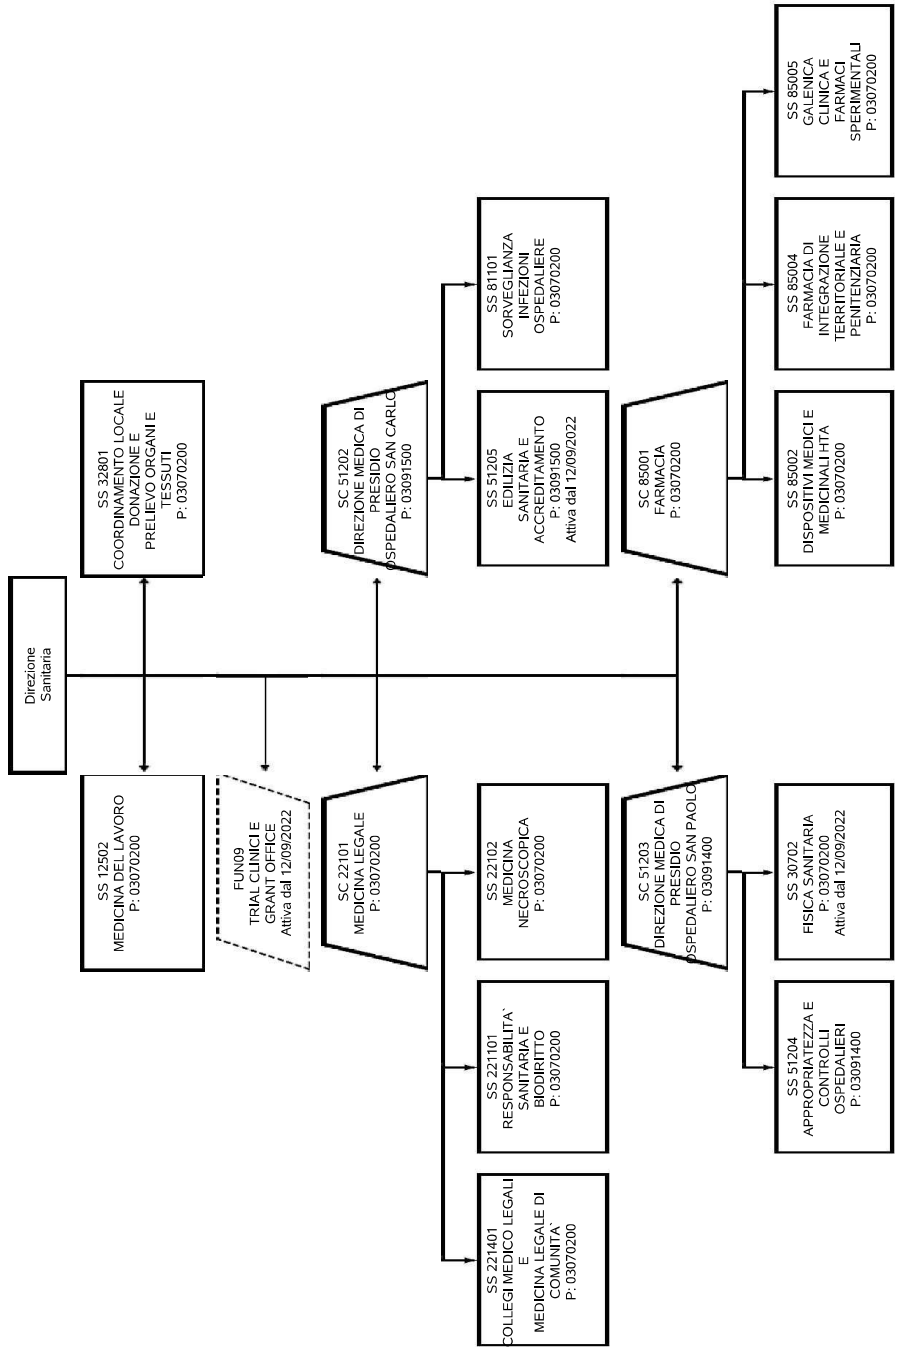 Direzione
Sanitaria
SS 12502
MEDICINA DEL LAVORO
P: 03070200
SS 32801
COORDINAMENTO LOCALE
DONAZIONE E
PRELIEVO ORGANI E
TESSUTI
P: 03070200
FUN09
TRIAL CLINICI E
GRANT OFFICE
Attiva dal 12/09/2022
SC 22101
MEDICINA LEGALE
P: 03070200
SC 51202
DIREZIONE MEDICA DI
PRESIDIO
OSPEDALIERO SAN CARLO
P: 03091500
SS 221401
COLLEGI MEDICO LEGALI
E
MEDICINA LEGALE DI
COMUNITA`
P: 03070200
SS 221101
RESPONSABILITA`
SANITARIA E
BIODIRITTO
P: 03070200
SS 22102
MEDICINA
NECROSCOPICA
P: 03070200
SS 51205
EDILIZIA
SANITARIA E
ACCREDITAMENTO
P: 03091500
Attiva dal 12/09/2022
SS 81101
SORVEGLIANZA
INFEZIONI
OSPEDALIERE
P: 03070200
SC 51203
DIREZIONE MEDICA DI
PRESIDIO
OSPEDALIERO SAN PAOLO
P: 03091400
SC 85001
FARMACIA
P: 03070200
SS 51204
APPROPRIATEZZA E
CONTROLLI
OSPEDALIERI
P: 03091400
SS 30702
FISICA SANITARIA
P: 03070200
Attiva dal 12/09/2022
SS 85002
DISPOSITIVI MEDICI E
MEDICINALI HTA
P: 03070200
SS 85004
FARMACIA DI
INTEGRAZIONE
TERRITORIALE E
PENITENZIARIA
P: 03070200
SS 85005
GALENICA
CLINICA E
FARMACI
SPERIMENTALI
P: 03070200